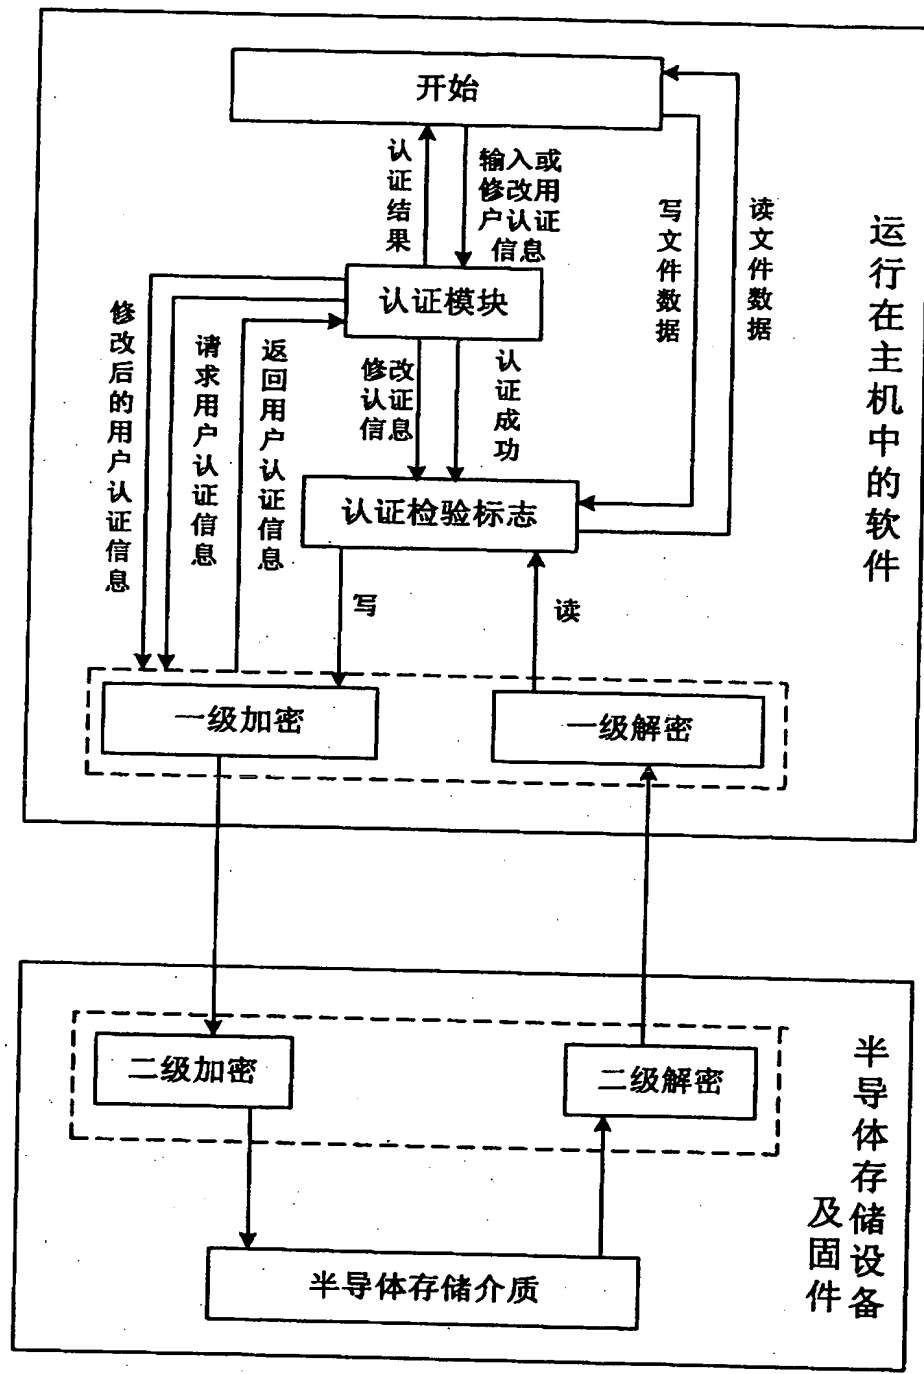 开始
认证结果
输入或
修改用
户认证
信息
写文件数据
读文件数据
运行在主机中的软件
认证模块
修改后的用户认证信息
请求用户认证信息
返回用户认证信息
修改
认证
信息
认证成功
认证检验标志
写
读
一级加密
一级解密
二级加密
二级解密
半导体存储设备
及固件
半导体存储介质